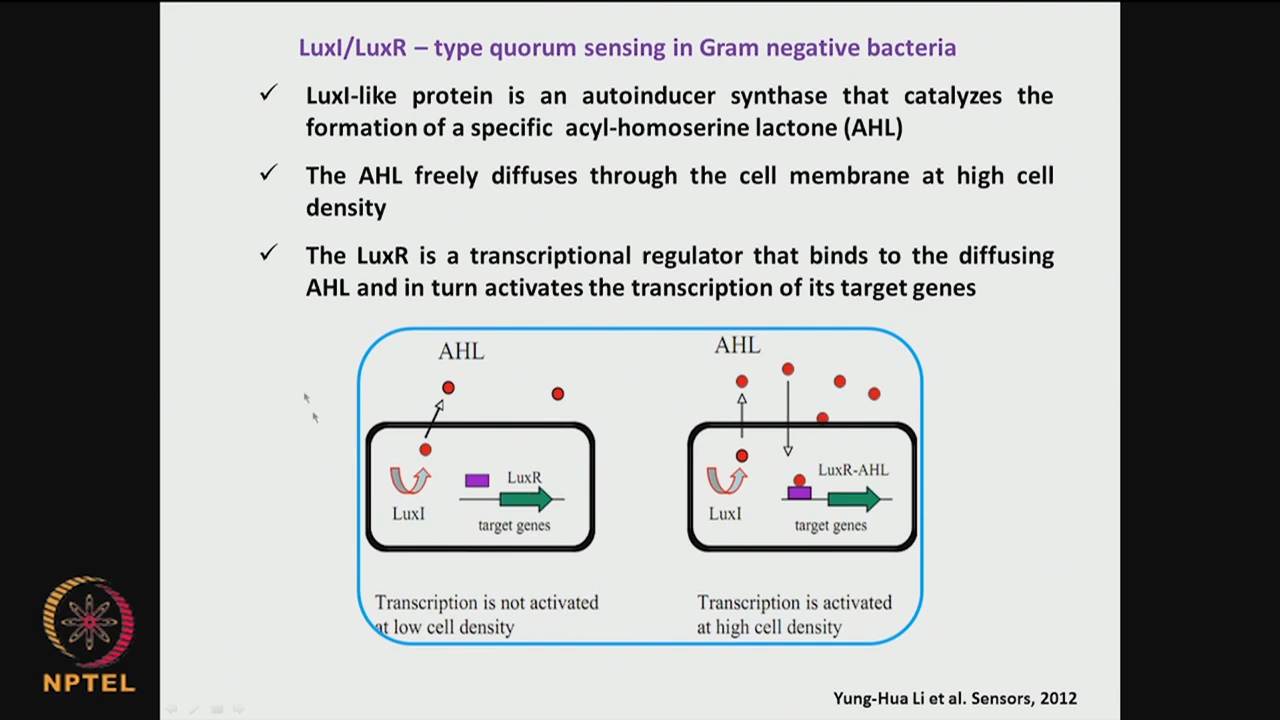 LuxI/LuxR – type quorum sensing in Gram negative bacteria
✓ LuxI-like protein is an autoinducer synthase that catalyzes the
formation of a specific acyl-homoserine lactone (AHL)
✓ The AHL freely diffuses through the cell membrane at high cell
density
✓ The LuxR is a transcriptional regulator that binds to the diffusing
AHL and in turn activates the transcription of its target genes
AHL
LuxR
LuxI
target genes
Transcription is not activated
at low cell density
AHL
LuxR-AHL
LuxI
target genes
Transcription is activated
at high cell density
NPTEL
Yung-Hua Li et al. Sensors, 2012